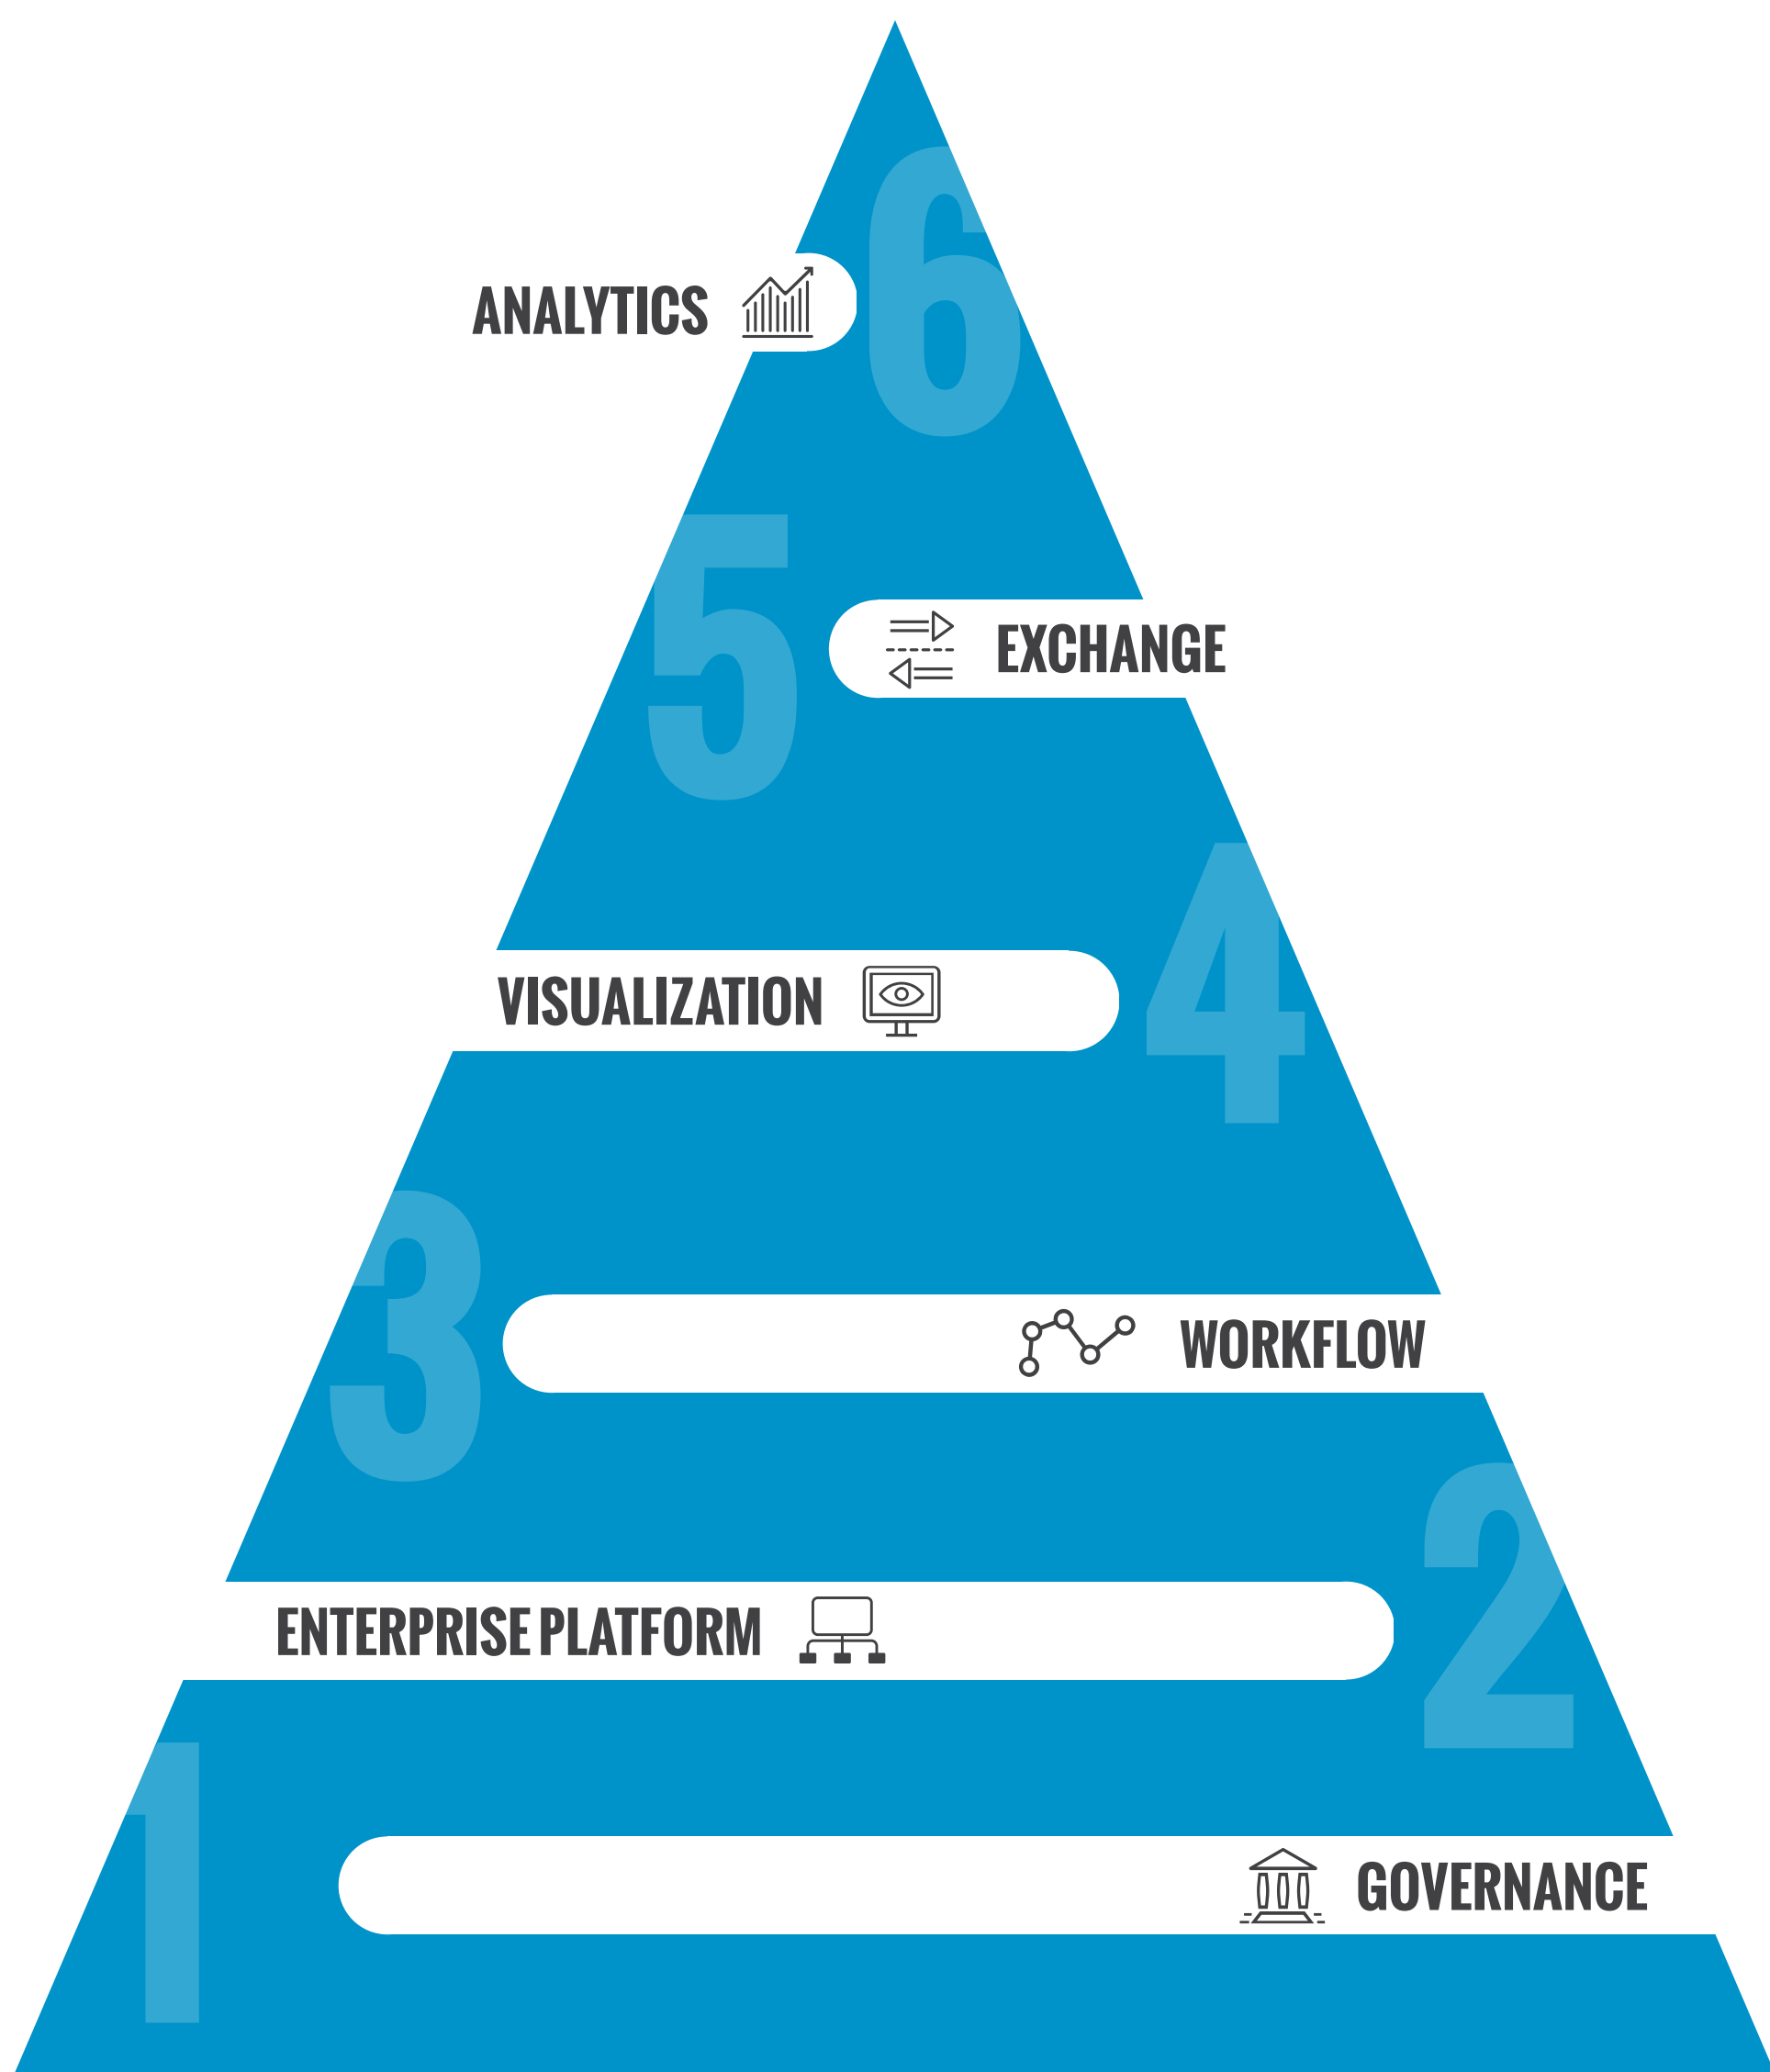 6
ANALYTICS
5
EXCHANGE
4
VISUALIZATION
3
WORKFLOW
2
ENTERPRISE PLATFORM
1
GOVERNANCE